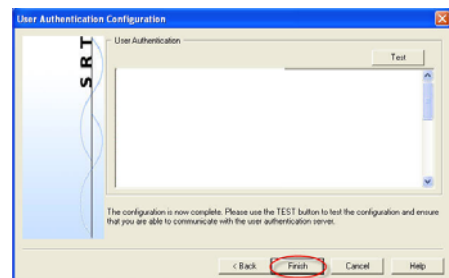 User Authentication Configuration
SRT
User Authentication
Test
The configuration is now complete. Please use the TEST button to test the configuration and ensure
that you are able to communicate with the user authentication server.
< Back
Finish
Cancel
Help